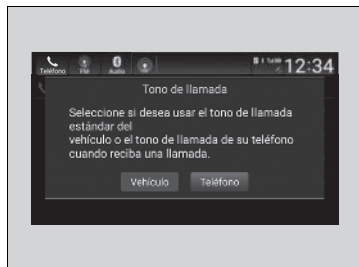 Teléfono FM Audio 12:34
Tono de llamada
Seleccione si desea usar el tono de llamada
estándar del
vehículo o el tono de llamada de su teléfono
cuando reciba una llamada.
Vehículo Teléfono